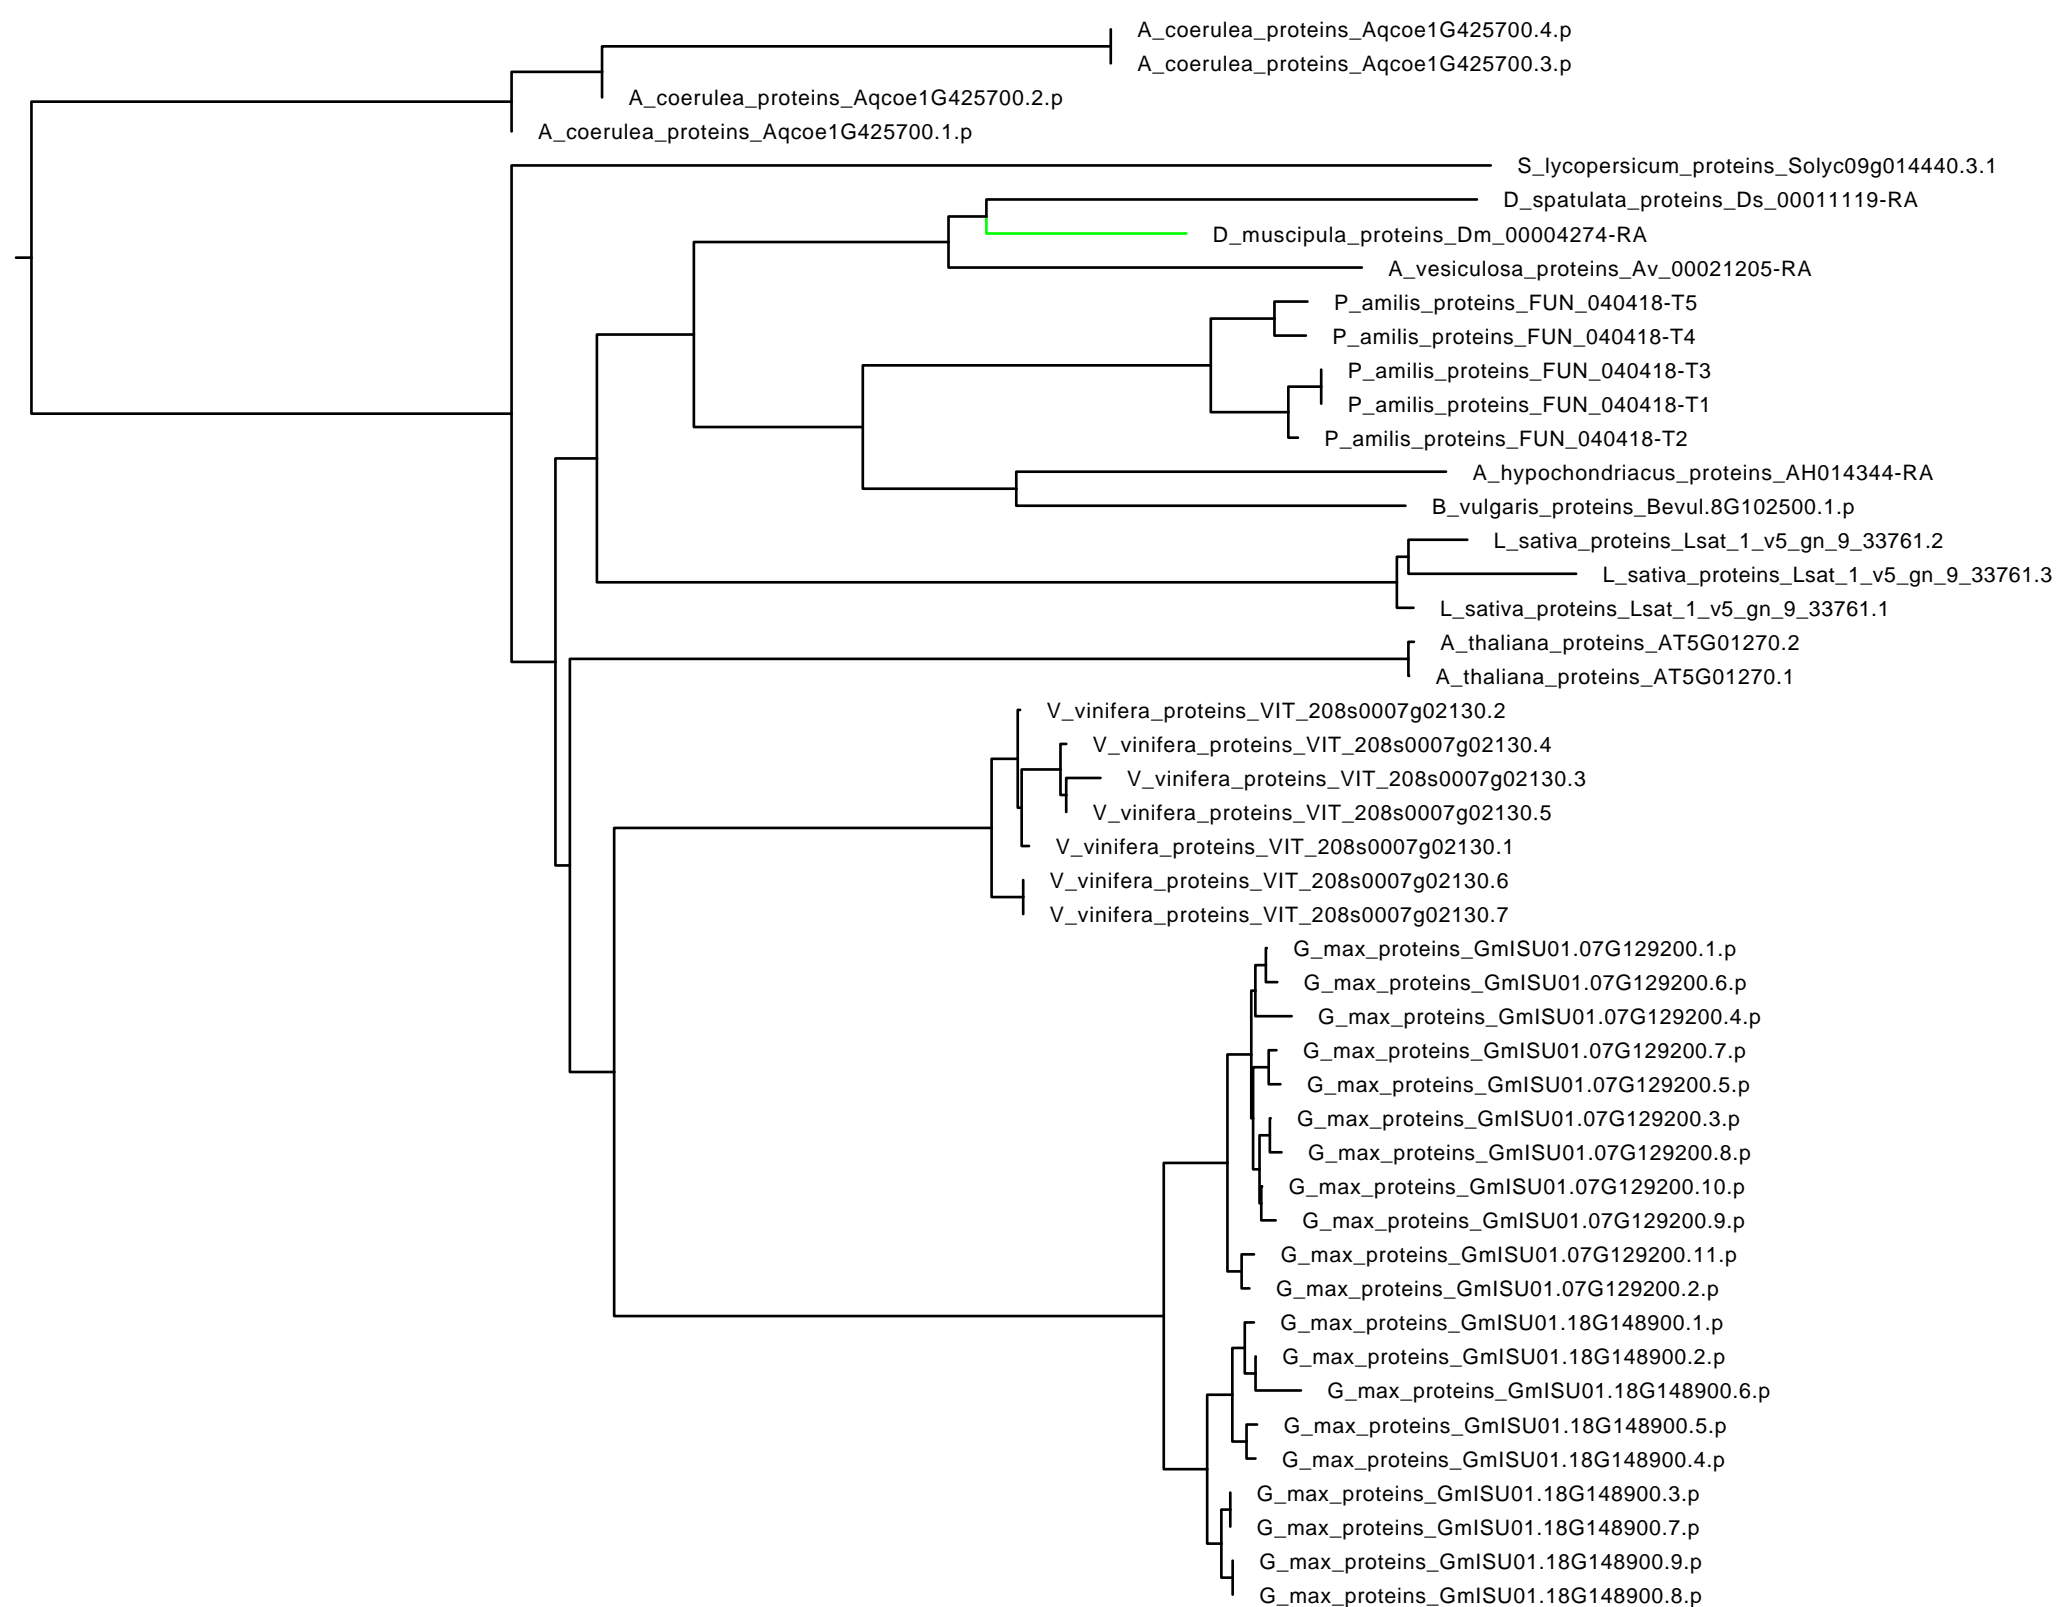 A_coerulea_proteins_Aqcoe1G425700.4.p
A_coerulea_proteins_Aqcoe1G425700.3.p
A_coerulea_proteins_Aqcoe1G425700.2.p
A_coerulea_proteins_Aqcoe1G425700.1.p
S_lycopersicum_proteins_Solyc09g014440.3.1
D_spatulata_proteins_Ds_00011119-RA
D_muscipula_proteins_Dm_00004274-RA
A_vesiculosa_proteins_Av_00021205-RA
P_amilis_proteins_FUN_040418-T5
P_amilis_proteins_FUN_040418-T4
P_amilis_proteins_FUN_040418-T3
P_amilis_proteins_FUN_040418-T1
P_amilis_proteins_FUN_040418-T2
A_hypochondriacus_proteins_AH014344-RA
B_vulgaris_proteins_Bevul.8G102500.1.p
L_sativa_proteins_Lsat_1_v5_gn_9_33761.2
L_sativa_proteins_Lsat_1_v5_gn_9_33761.3
L_sativa_proteins_Lsat_1_v5_gn_9_33761.1
A_thaliana_proteins_AT5G01270.2
A_thaliana_proteins_AT5G01270.1
V_vinifera_proteins_VIT_208s0007g02130.2
V_vinifera_proteins_VIT_208s0007g02130.4
V_vinifera_proteins_VIT_208s0007g02130.3
V_vinifera_proteins_VIT_208s0007g02130.5
V_vinifera_proteins_VIT_208s0007g02130.1
V_vinifera_proteins_VIT_208s0007g02130.6
V_vinifera_proteins_VIT_208s0007g02130.7
G_max_proteins_GmISU01.07G129200.1.p
G_max_proteins_GmISU01.07G129200.6.p
G_max_proteins_GmISU01.07G129200.4.p
G_max_proteins_GmISU01.07G129200.7.p
G_max_proteins_GmISU01.07G129200.5.p
G_max_proteins_GmISU01.07G129200.3.p
G_max_proteins_GmISU01.07G129200.8.p
G_max_proteins_GmISU01.07G129200.10.p
G_max_proteins_GmISU01.07G129200.9.p
G_max_proteins_GmISU01.07G129200.11.p
G_max_proteins_GmISU01.07G129200.2.p
G_max_proteins_GmISU01.18G148900.1.p
G_max_proteins_GmISU01.18G148900.2.p
G_max_proteins_GmISU01.18G148900.6.p
G_max_proteins_GmISU01.18G148900.5.p
G_max_proteins_GmISU01.18G148900.4.p
G_max_proteins_GmISU01.18G148900.3.p
G_max_proteins_GmISU01.18G148900.7.p
G_max_proteins_GmISU01.18G148900.9.p
G_max_proteins_GmISU01.18G148900.8.p